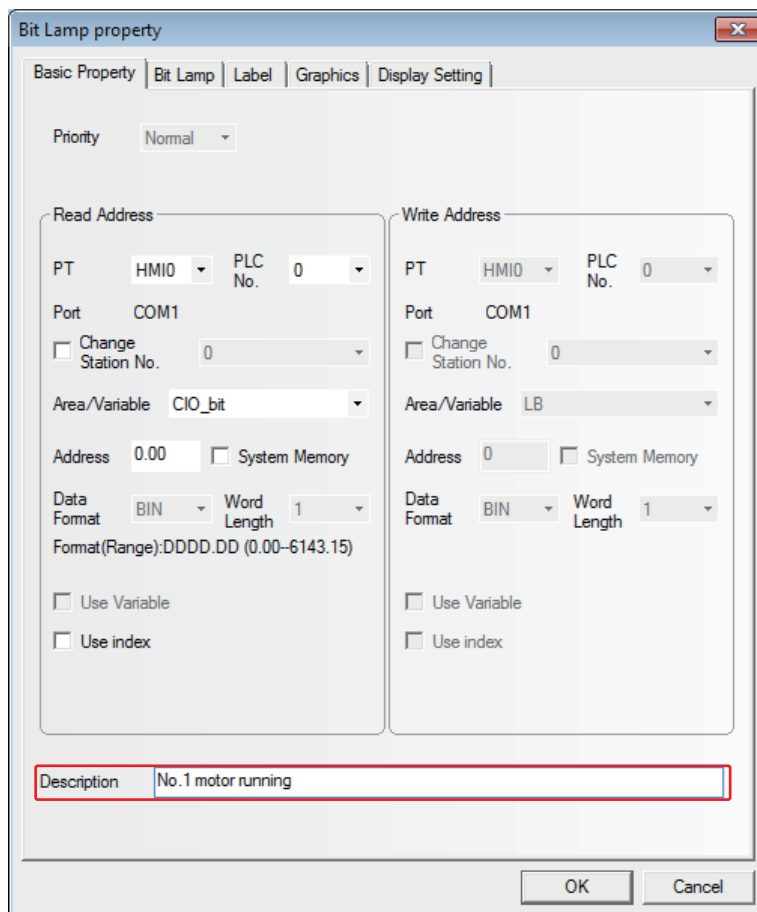 Bit Lamp property
Basic Property Bit Lamp Label Graphics Display Setting
Priority Normal
Read Address
PT HMI0 PLC No. 0
Port COM1
Change Station No. 0
Area/Variable CIO_bit
Address 0.00 System Memory
Data Format BIN Word Length 1
Format(Range):DDDD.DD (0.00--6143.15)
Use Variable
Use index
Write Address
PT HMI0 PLC No. 0
Port COM1
Change Station No. 0
Area/Variable LB
Address 0 System Memory
Data Format BIN Word Length 1
Use Variable
Use index
Description No.1 motor running
OK Cancel